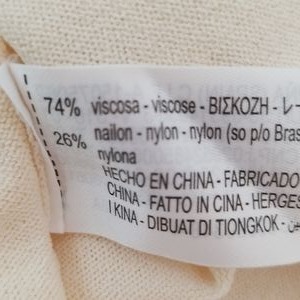 74% viscosa - viscose - ΒΙΣΚΟΖΗ - レー
26% nailon - nylon - nylon (so p/o Bras
nylona
HECHO EN CHINA - FABRICADO
CHINA - FATTO IN CINA - HERGES
I KINA - DIBUAT DI TIONGKOK -